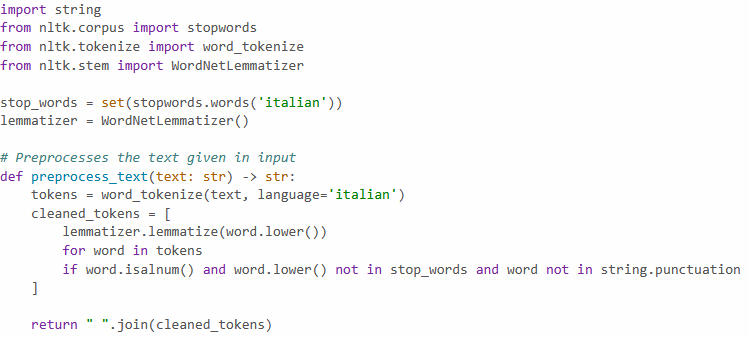 import string
from nltk.corpus import stopwords
from nltk.tokenize import word_tokenize
from nltk.stem import WordNetLemmatizer

stop_words = set(stopwords.words('italian'))
lemmatizer = WordNetLemmatizer()

# Preprocesses the text given in input
def preprocess_text(text: str) -> str:
    tokens = word_tokenize(text, language='italian')
    cleaned_tokens = [
        lemmatizer.lemmatize(word.lower())
        for word in tokens
        if word.isalnum() and word.lower() not in stop_words and word not in string.punctuation
    ]

    return " ".join(cleaned_tokens)